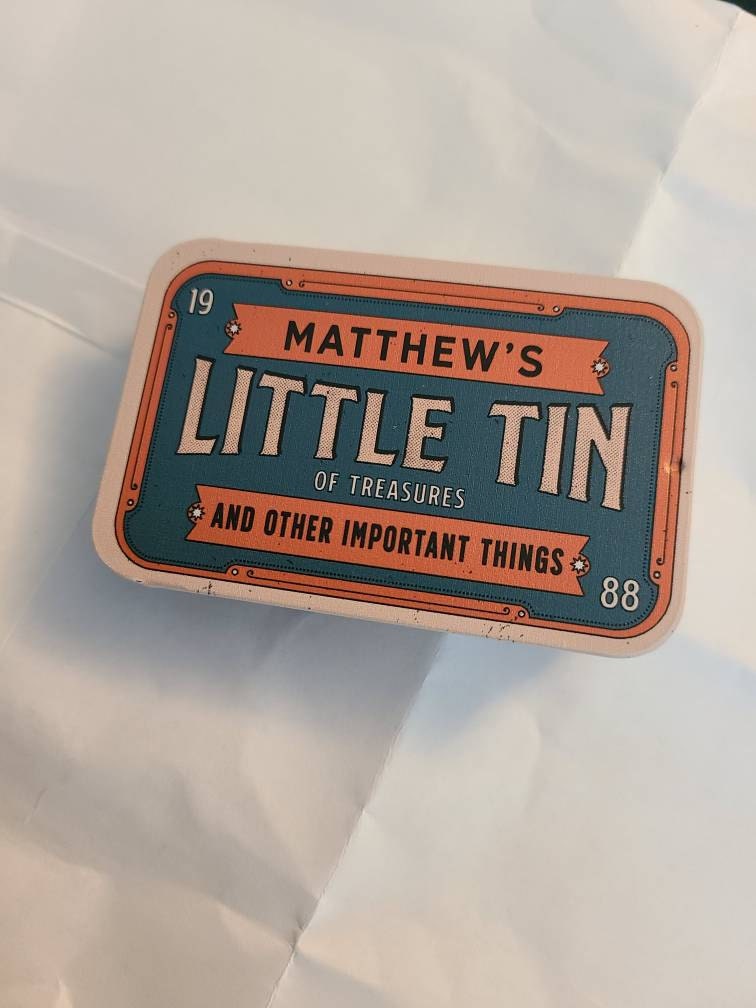 19
MATTHEW'S
LITTLE TIN
OF TREASURES
AND OTHER IMPORTANT THINGS
88